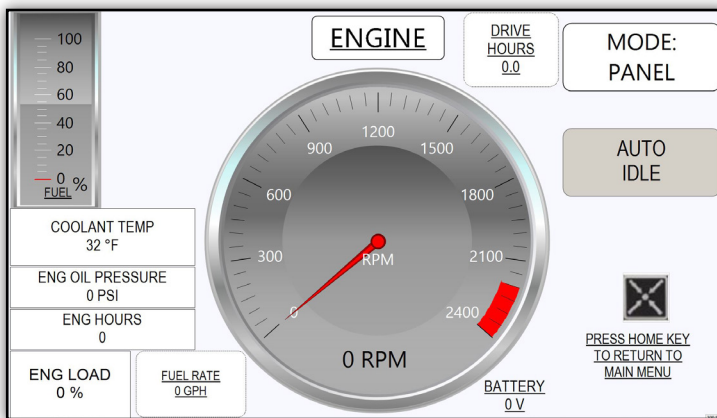 ENGINE
DRIVE
HOURS
0.0
MODE:
PANEL
100
80
60
40
20
0 %
FUEL
AUTO
IDLE
COOLANT TEMP
32 °F
ENG OIL PRESSURE
0 PSI
ENG HOURS
0
ENG LOAD
0 %
FUEL RATE
0 GPH
0
300
600
900
1200
1500
1800
2100
2400
RPM
0 RPM
BATTERY
0 V
PRESS HOME KEY
TO RETURN TO
MAIN MENU